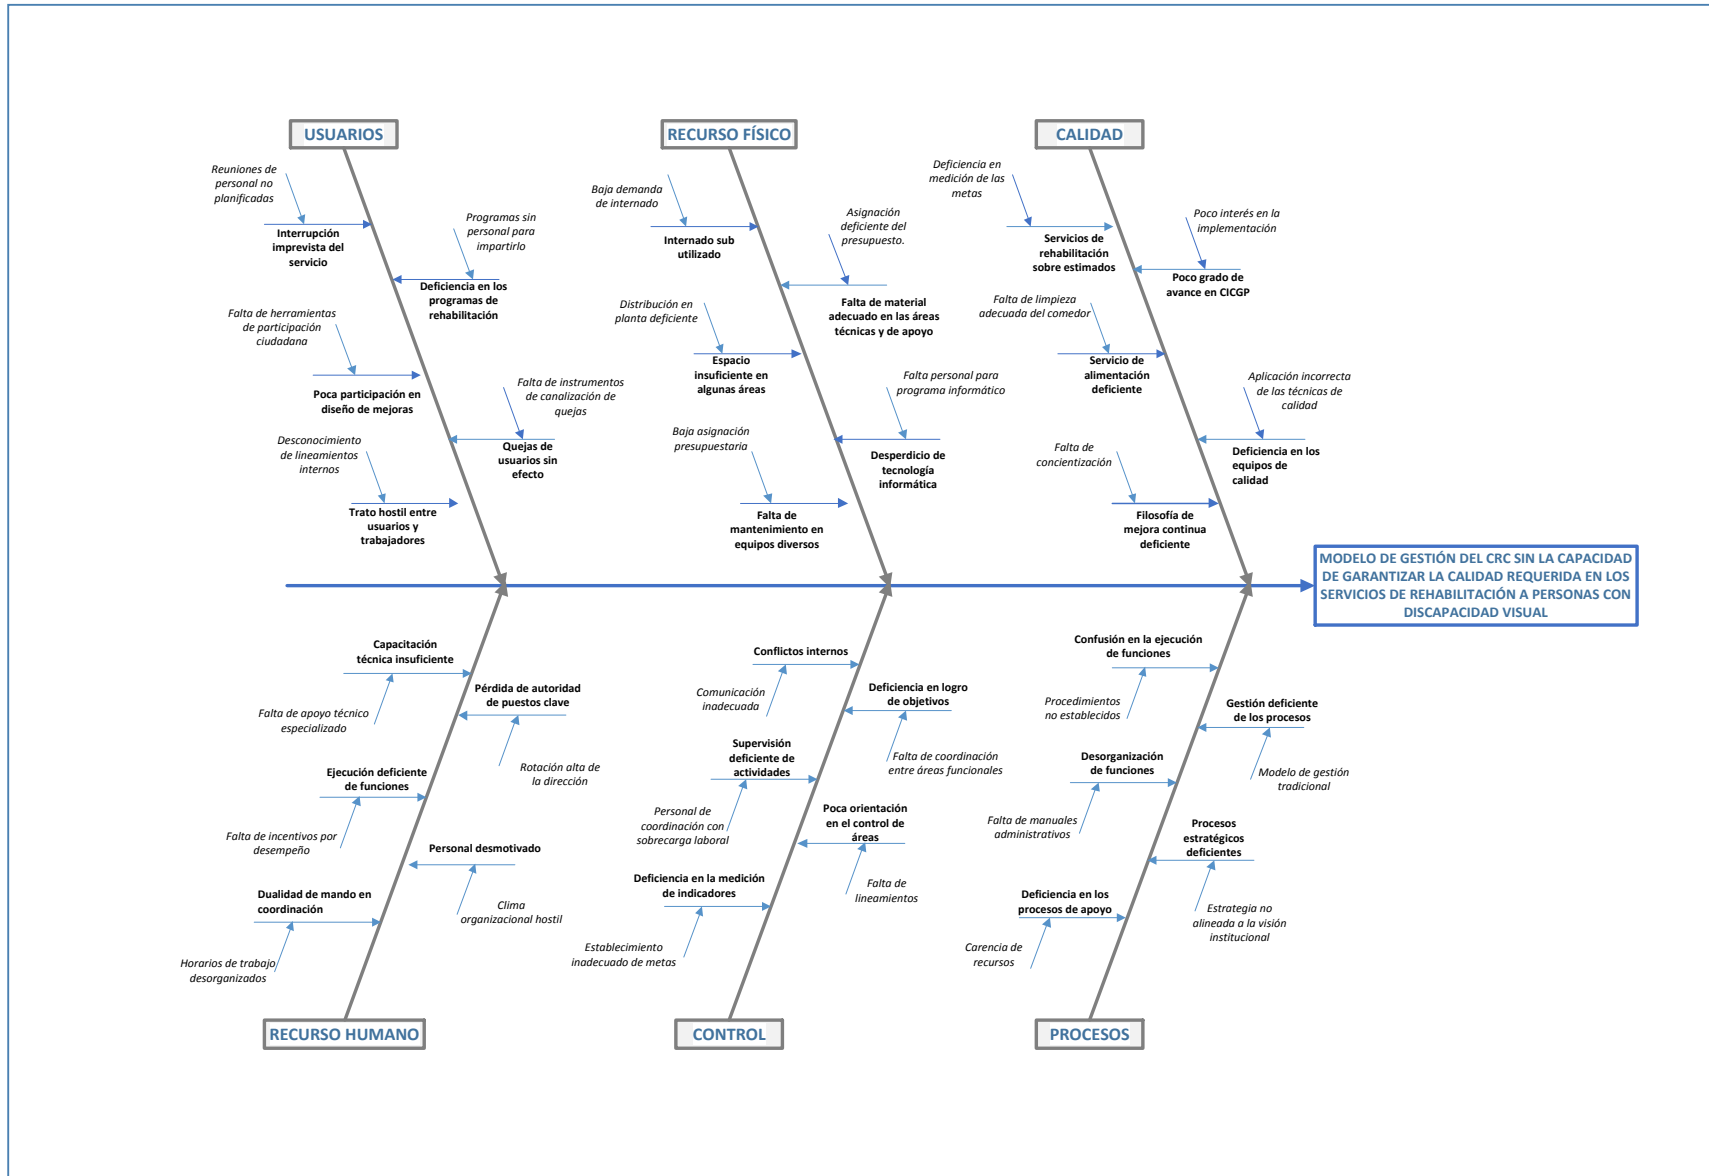 USUARIOS
Reuniones de
personal no
planificadas
Interrupción
imprevista del
servicio
Programas sin
personal para
impartirlo
Deficiencia en los
programas de
rehabilitación
Falta de herramientas
de participación
ciudadana
Poca participación en
diseño de mejoras
Falta de instrumentos
de canalización de
quejas
Quejas de
usuarios sin
efecto
Desconocimiento
de lineamientos
internos
Trato hostil entre
usuarios y
trabajadores
RECURSO FÍSICO
Baja demanda
de internado
Internado sub
utilizado
Asignación
deficiente del
presupuesto.
Falta de material
adecuado en las áreas
técnicas y de apoyo
Distribución en
planta deficiente
Espacio
insuficiente en
algunas áreas
Falta personal para
programa informático
Desperdicio de
tecnología
informática
Baja asignación
presupuestaria
Falta de
mantenimiento en
equipos diversos
CALIDAD
Deficiencia en
medición de las
metas
Servicios de
rehabilitación
sobre estimados
Poco interés en la
implementación
Poco grado de
avance en CICGP
Falta de limpieza
adecuada del comedor
Servicio de
alimentación
deficiente
Aplicación incorrecta
de las técnicas de
calidad
Deficiencia en los
equipos de
calidad
Falta de
concientización
Filosofía de
mejora continua
deficiente
MODELO DE GESTIÓN DEL CRC SIN LA CAPACIDAD
DE GARANTIZAR LA CALIDAD REQUERIDA EN LOS
SERVICIOS DE REHABILITACIÓN A PERSONAS CON
DISCAPACIDAD VISUAL
Capacitación
técnica insuficiente
Falta de apoyo técnico
especializado
Pérdida de autoridad
de puestos clave
Rotación alta de
la dirección
Ejecución deficiente
de funciones
Falta de incentivos por
desempeño
Personal desmotivado
Clima
organizacional hostil
Dualidad de mando en
coordinación
Horarios de trabajo
desorganizados
RECURSO HUMANO
Conflictos internos
Comunicación
inadecuada
Deficiencia en logro
de objetivos
Falta de coordinación
entre áreas funcionales
Supervisión
deficiente de
actividades
Personal de
coordinación con
sobrecarga laboral
Poca orientación
en el control de
áreas
Falta de
lineamientos
Deficiencia en la medición
de indicadores
Establecimiento
inadecuado de metas
CONTROL
Confusión en la ejecución
de funciones
Procedimientos
no establecidos
Gestión deficiente
de los procesos
Modelo de gestión
tradicional
Desorganización
de funciones
Falta de manuales
administrativos
Procesos
estratégicos
deficientes
Estrategia no
alineada a la visión
institucional
Deficiencia en los
procesos de apoyo
Carencia de
recursos
PROCESOS